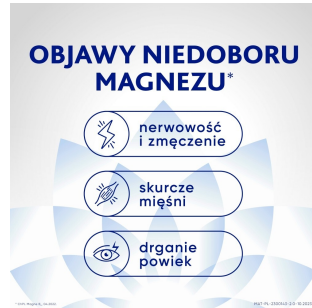 OBJAWY NIEDOBORU
MAGNEZU*
nerwowość
i zmęczenie
skurcze
mięśni
drganie
powiek